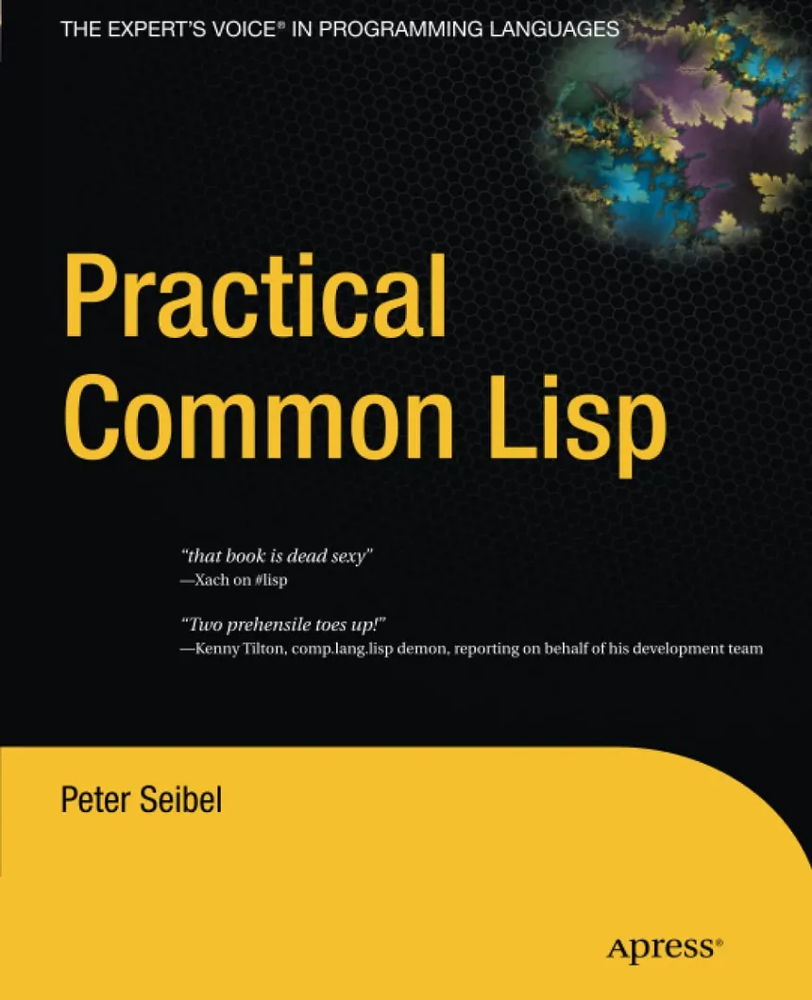 THE EXPERT'S VOICE® IN PROGRAMMING LANGUAGES
Practical
Common Lisp
“that book is dead sexy”
—Xach on #lisp
“Two prehensile toes up!”
—Kenny Tilton, comp.lang.lisp demon, reporting on behalf of his development team
Peter Seibel
Apress®